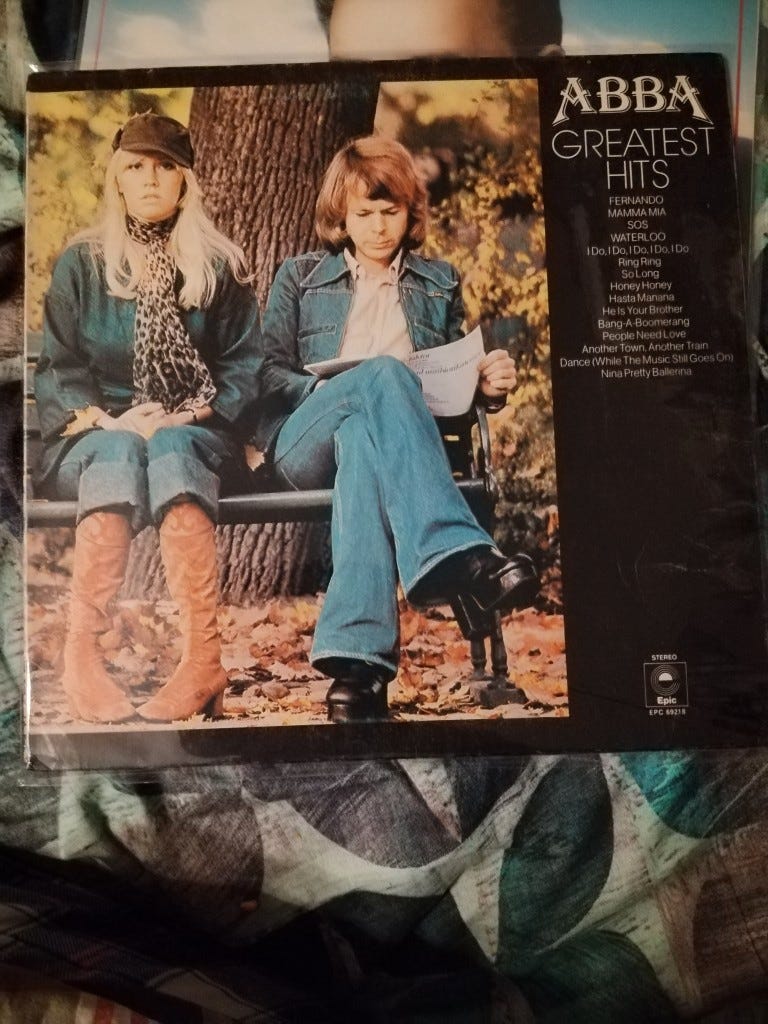 ABBA
GREATEST
HITS
FERNANDO
MAMMA MIA
SOS
WATERLOO
I Do, I Do, I Do, I Do, I Do
Ring Ring
So Long
Honey Honey
Hasta Manana
He Is Your Brother
Bang-A-Boomerang
People Need Love
Another Town, Another Train
Dance (While The Music Still Goes On)
Nina Pretty Ballerina
STEREO
Epic
EPC 69218